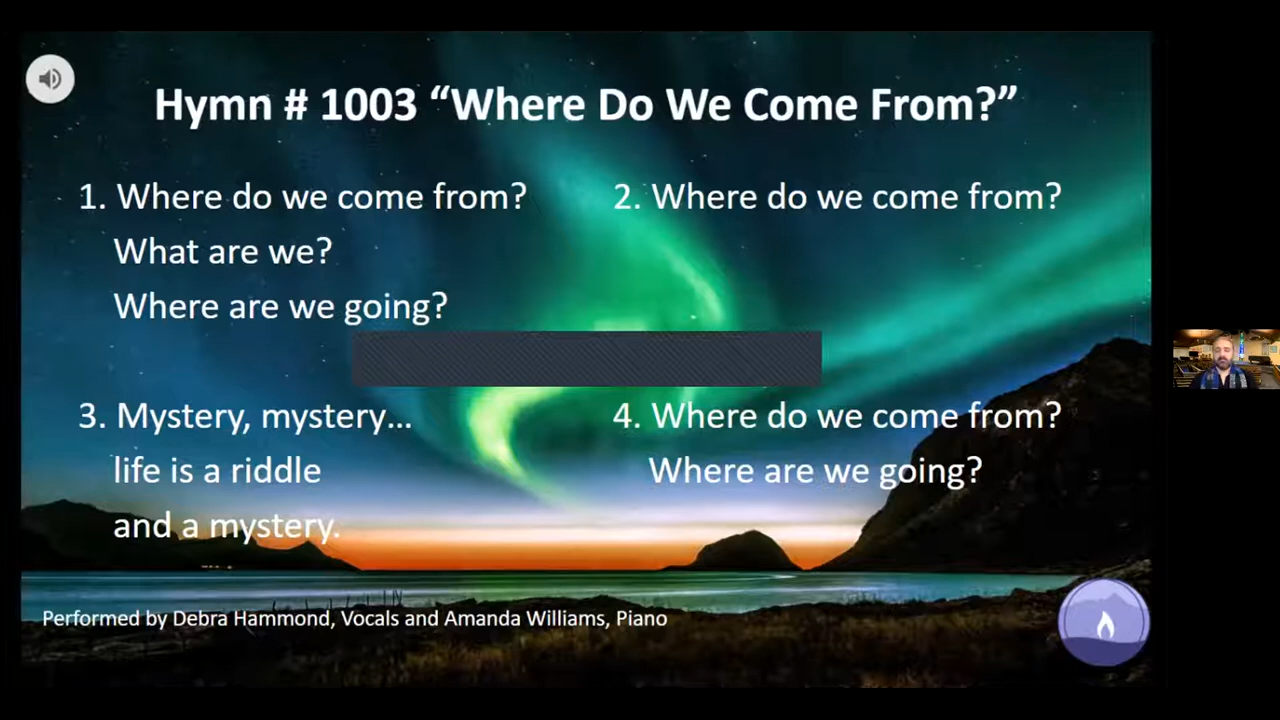 Hymn # 1003 “Where Do We Come From?”
1. Where do we come from?
What are we?
Where are we going?
2. Where do we come from?
3. Mystery, mystery...
life is a riddle
and a mystery.
4. Where do we come from?
Where are we going?
Performed by Debra Hammond, Vocals and Amanda Williams, Piano